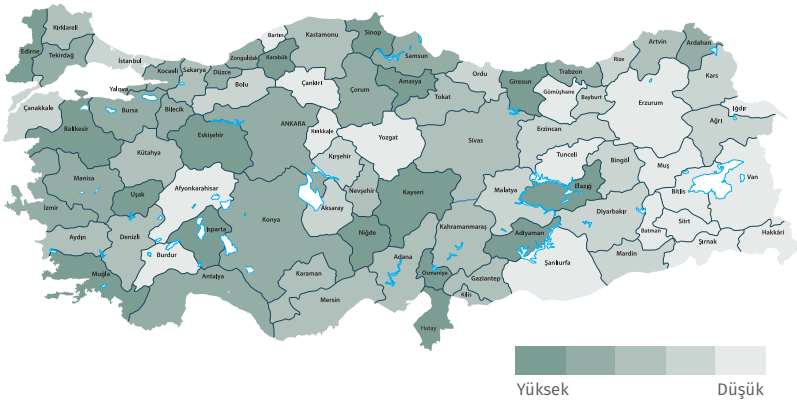 Kırklareli
Edirne
Tekirdağ
İstanbul
Kocaeli
Sakarya
Yalova
Düzce
Zonguldak
Bartın
Karabük
Kastamonu
Sinop
Samsun
Çankırı
Bolu
Çorum
Amasya
Tokat
Ordu
Giresun
Trabzon
Gümüşhane
Bayburt
Rize
Artvin
Ardahan
Kars
Iğdır
Ağrı
Erzurum
Erzincan
Çanakkale
Balıkesir
Bursa
Bilecik
Eskişehir
ANKARA
Kırıkkale
Yozgat
Sivas
Tunceli
Bingöl
Muş
Bitlis
Van
Kütahya
Manisa
Uşak
Afyonkarahisar
Kırşehir
Nevşehir
Kayseri
Malatya
Elazığ
Diyarbakır
Batman
Siirt
Şırnak
Hakkâri
İzmir
Aydın
Denizli
Isparta
Burdur
Konya
Aksaray
Niğde
Kahramanmaraş
Adıyaman
Şanlıurfa
Mardin
Muğla
Antalya
Karaman
Mersin
Adana
Osmaniye
Gaziantep
Kilis
Hatay
Yüksek
Düşük